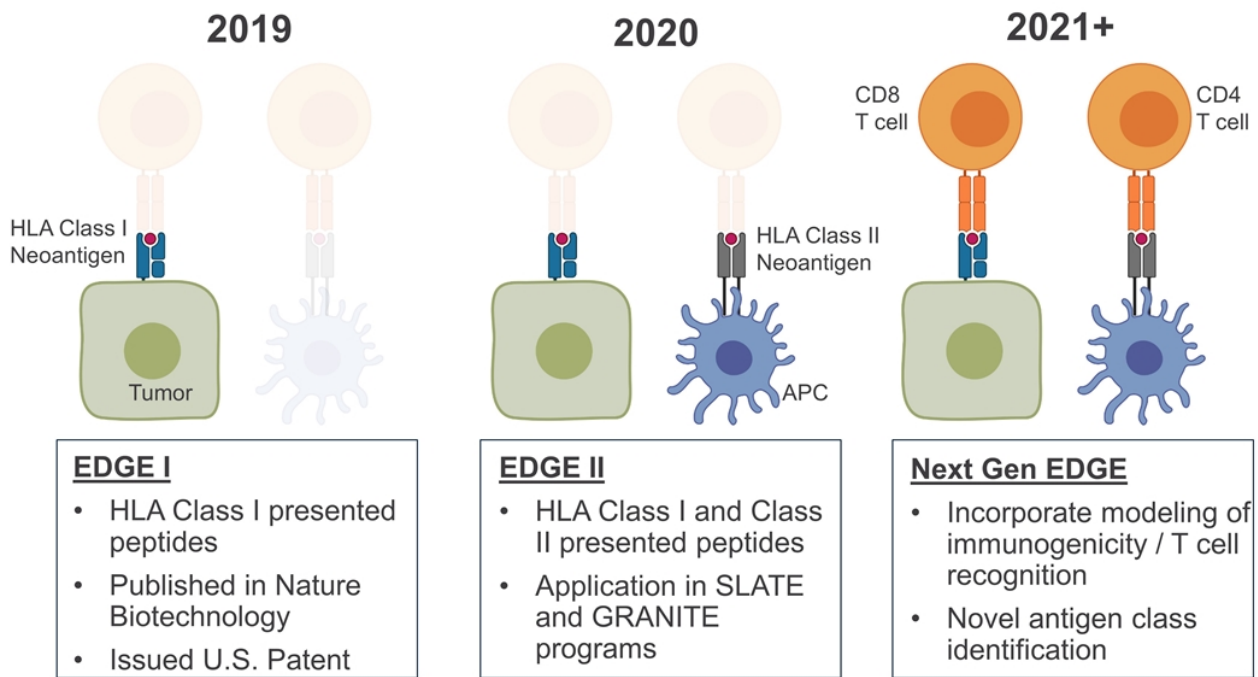 2019
2020
2021+
HLA Class I
Neoantigen
Tumor
HLA Class II
Neoantigen
APC
CD8
T cell
CD4
T cell
EDGE I
• HLA Class I presented
peptides
• Published in Nature
Biotechnology
• Issued U.S. Patent
EDGE II
• HLA Class I and Class
II presented peptides
• Application in SLATE
and GRANITE
programs
Next Gen EDGE
• Incorporate modeling of
immunogenicity / T cell
recognition
• Novel antigen class
identification